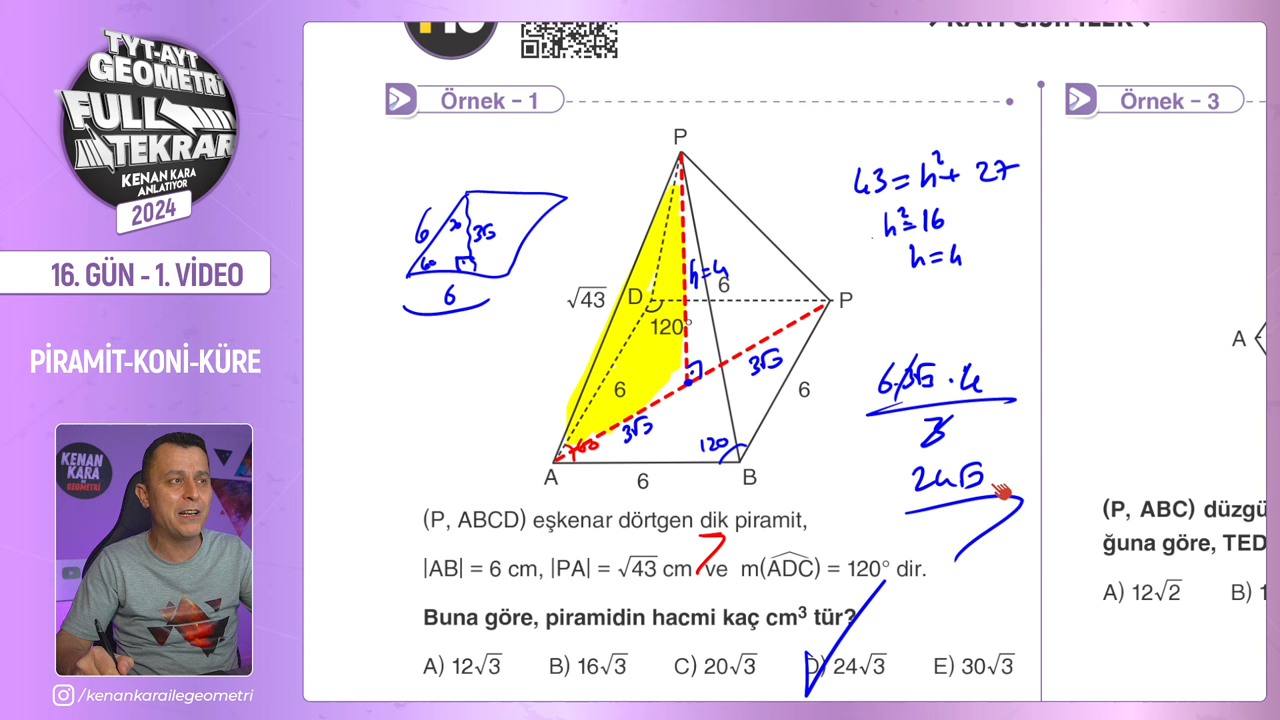 TYT-AYT
GEOMETRİ
FULL
TEKRAR
KENAN KARA
ANLATIYOR
2024
16. GÜN - 1. VİDEO
PİRAMİT-KONİ-KÜRE
KENAN
KARA
İLE
GEOMETRİ
/kenankarailegeometri
Örnek - 1
P
6
30
3√3
60
6
43 = h² + 27
h² = 16
h = 4
√43
D
h=4
6
P
120°
6
3√3
6
3√3
120
A
6
B
6.3√3 . 4
3
24√3
(P, ABCD) eşkenar dörtgen dik piramit,
|AB| = 6 cm, |PA| = √43 cm ve m(ADC) = 120° dir.
Buna göre, piramidin hacmi kaç cm³ tür?
A) 12√3 B) 16√3 C) 20√3 D) 24√3 E) 30√3
Örnek - 3
A
(P, ABC) düzgü
ğuna göre, TED
A) 12√2 B) 1